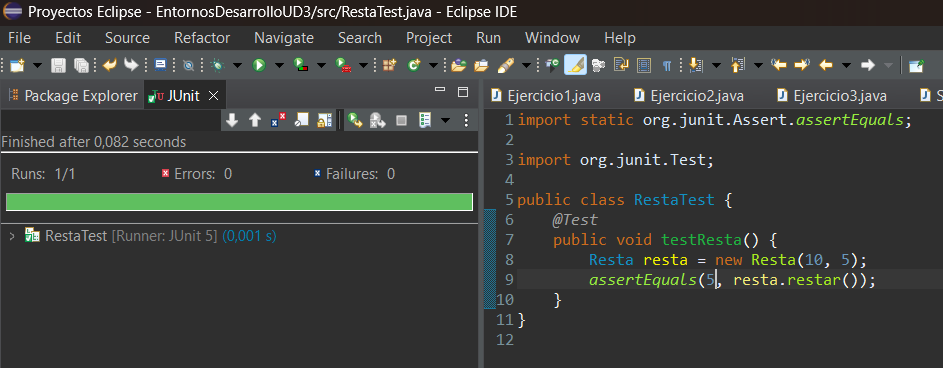 Proyectos Eclipse - EntornosDesarrolloUD3/src/RestaTest.java - Eclipse IDE
File Edit Source Refactor Navigate Search Project Run Window Help
Package Explorer JUnit
Finished after 0,082 seconds
Runs: 1/1 Errors: 0 Failures: 0
RestaTest [Runner: JUnit 5] (0,001 s)
Ejercicio1.java Ejercicio2.java Ejercicio3.java S
1 import static org.junit.Assert.assertEquals;
2
3 import org.junit.Test;
4
5 public class RestaTest {
6 @Test
7 public void testResta() {
8 Resta resta = new Resta(10, 5);
9 assertEquals(5, resta.restar());
10 }
11 }
12